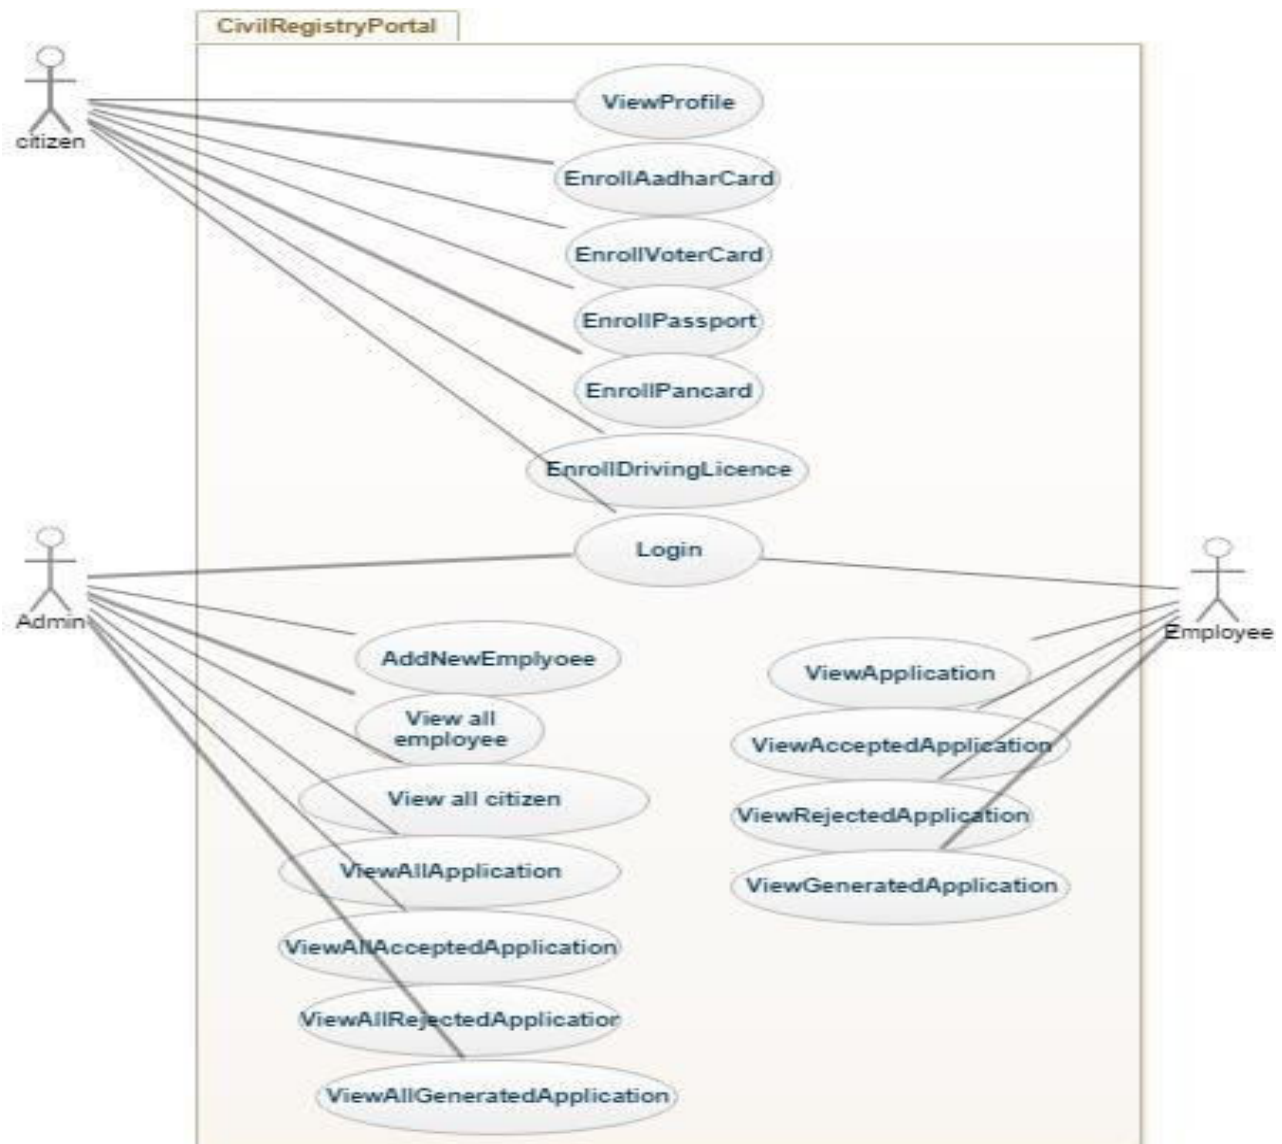 CivilRegistryPortal
citizen
ViewProfile
EnrollAadharCard
EnrollVoterCard
EnrollPassport
EnrollPancard
EnrollDrivingLicence
Login
Admin
Employee
AddNewEmplyoee
View all
employee
View all citizen
ViewAllApplication
ViewAllAcceptedApplication
ViewAllRejectedApplication
ViewAllGeneratedApplication
ViewApplication
ViewAcceptedApplication
ViewRejectedApplication
ViewGeneratedApplication